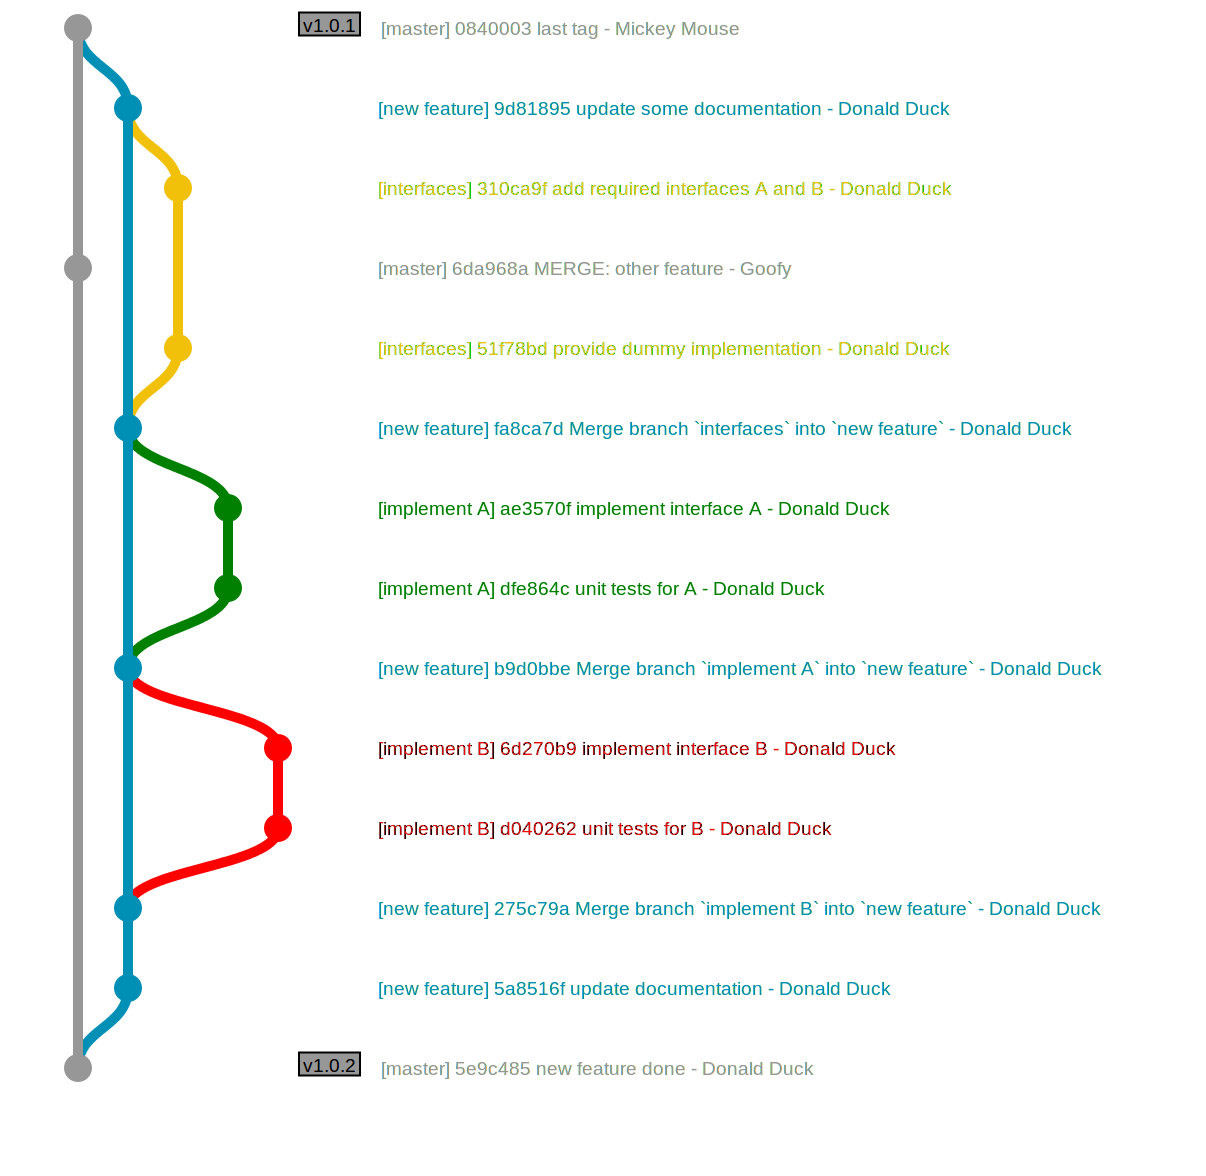 v1.0.1 [master] 0840003 last tag - Mickey Mouse
[new feature] 9d81895 update some documentation - Donald Duck
[interfaces] 310ca9f add required interfaces A and B - Donald Duck
[master] 6da968a MERGE: other feature - Goofy
[interfaces] 51f78bd provide dummy implementation - Donald Duck
[new feature] fa8ca7d Merge branch `interfaces` into `new feature` - Donald Duck
[implement A] ae3570f implement interface A - Donald Duck
[implement A] dfe864c unit tests for A - Donald Duck
[new feature] b9d0bbe Merge branch `implement A` into `new feature` - Donald Duck
[implement B] 6d270b9 implement interface B - Donald Duck
[implement B] d040262 unit tests for B - Donald Duck
[new feature] 275c79a Merge branch `implement B` into `new feature` - Donald Duck
[new feature] 5a8516f update documentation - Donald Duck
v1.0.2 [master] 5e9c485 new feature done - Donald Duck